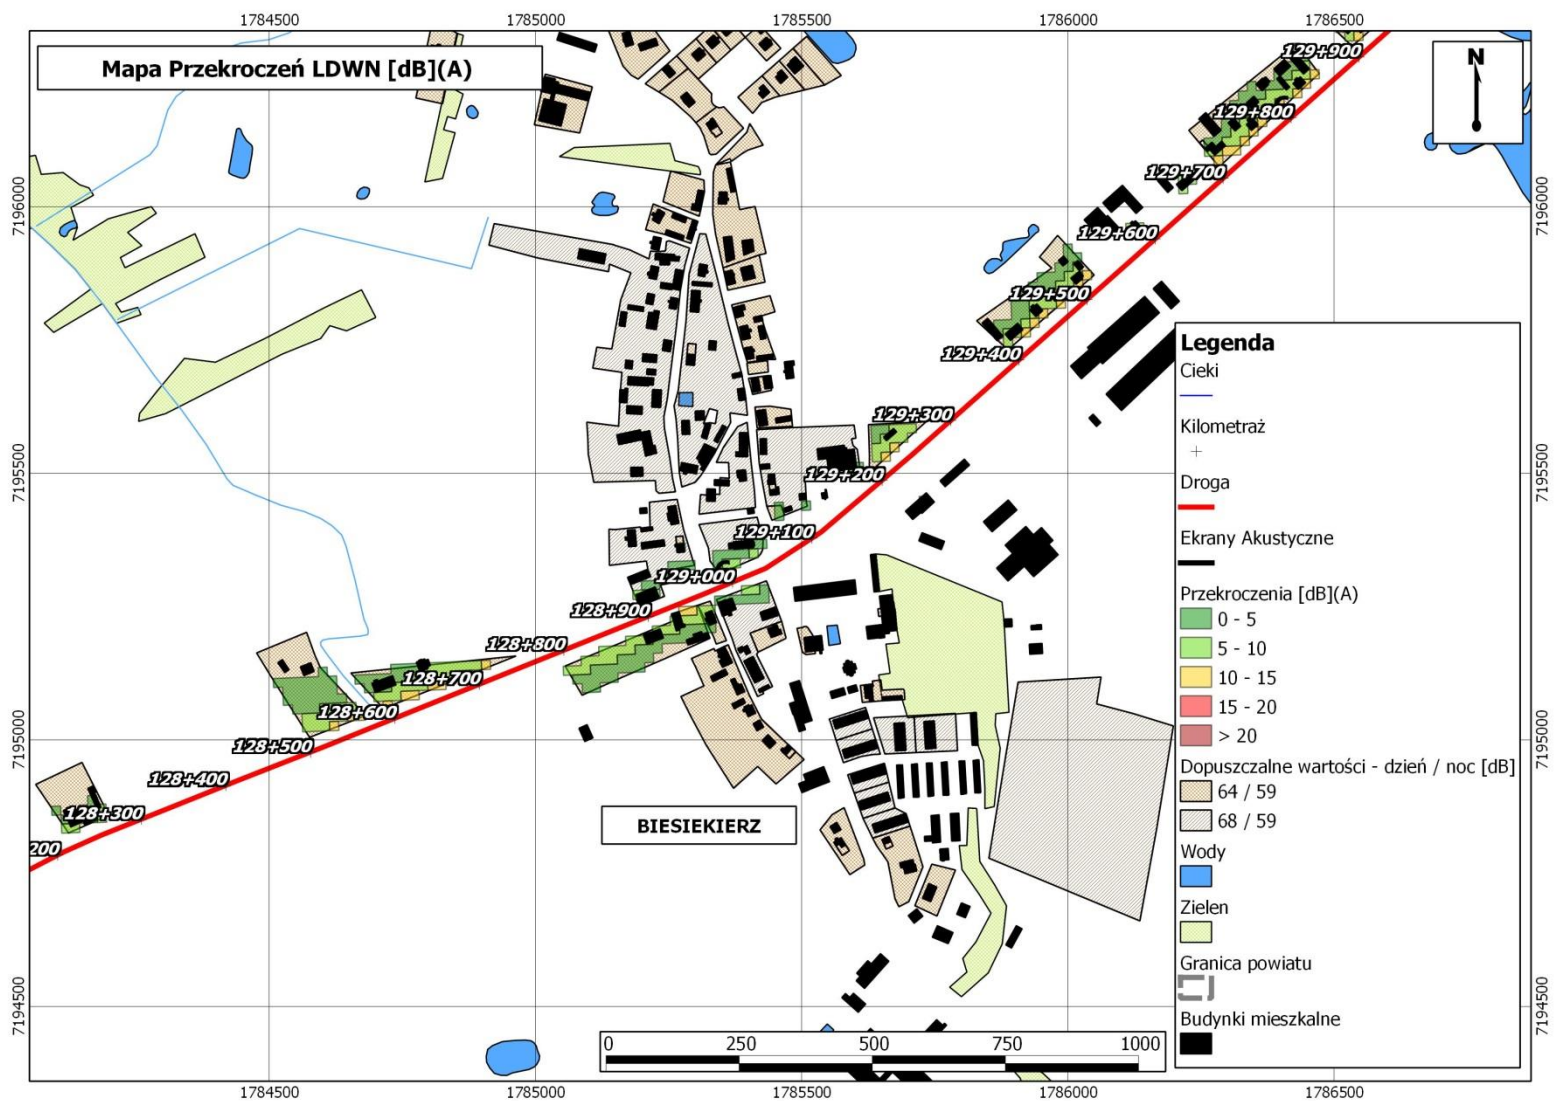 1784500 1785000 1785500 1786000 1786500
Mapa Przekroczeń LDWN [dB](A)
N
129+900
129+800
129+700
7196000 7196000
129+600
129+500
129+400
129+300
129+200
7195500 7195500
129+100
129+000
128+900
128+800
128+700
128+600
128+500
7195000 7195000
128+400
128+300
200
BIESIEKIERZ
Legenda
Cieki
Kilometraż
Droga
Ekrany Akustyczne
Przekroczenia [dB](A)
0 - 5
5 - 10
10 - 15
15 - 20
> 20
Dopuszczalne wartości - dzień / noc [dB]
64 / 59
68 / 59
Wody
Zielen
Granica powiatu
Budynki mieszkalne
7194500 7194500
0 250 500 750 1000
1784500 1785000 1785500 1786000 1786500